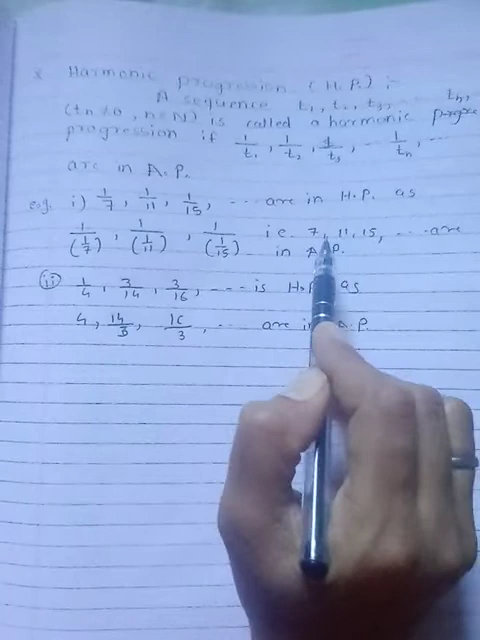 x Harmonic progression (H.P.) :-
A sequence t₁, t₂, t₃, ... tₙ,
(tₙ ≠ 0, n ∈ N) is called a harmonic
progression if 1/t₁, 1/t₂, 1/t₃, ... 1/tₙ, ...
are in A.P.
e.g. i) 1/7, 1/11, 1/15, ... are in H.P. as
1/(1/7), 1/(1/11), 1/(1/15) i.e. 7, 11, 15, ... are
in A.P.
(ii) 1/4, 3/14, 3/16, ... is H.P. as
4, 14/3, 16/3, ... are in A.P.